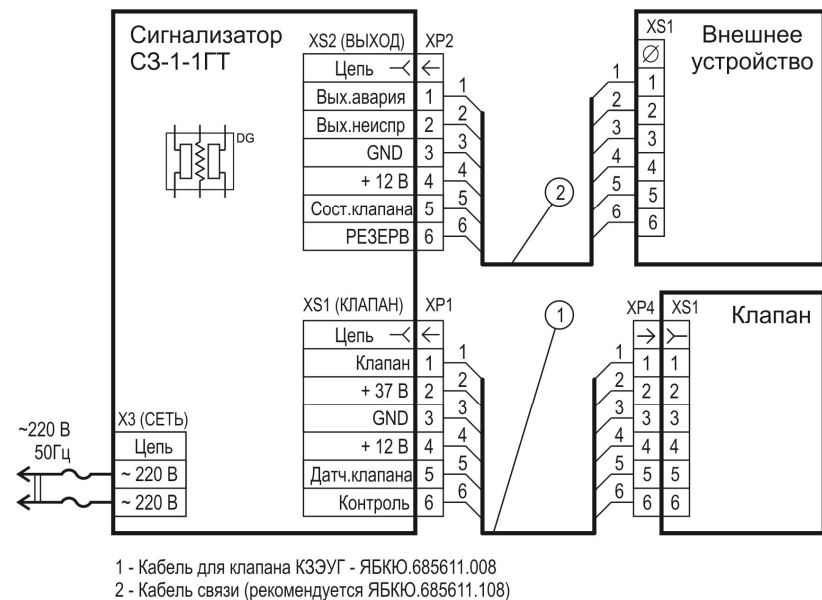 Сигнализатор
СЗ-1-1ГТ
DG
XS2 (ВЫХОД) XP2
Цепь
Вых.авария 1 1
Вых.неиспр 2 2
GND 3 3
+ 12 В 4 4
Сост.клапана 5 5
РЕЗЕРВ 6 6
2
XS1
Внешнее
устройство
1 1
2 2
3 3
4 4
5 5
6 6
XS1 (КЛАПАН) XP1
Цепь
Клапан 1 1
+ 37 В 2 2
GND 3 3
+ 12 В 4 4
Датч.клапана 5 5
Контроль 6 6
1
XP4 XS1
Клапан
1 1 1
2 2 2
3 3 3
4 4 4
5 5 5
6 6 6
X3 (СЕТЬ)
Цепь
~ 220 В
~ 220 В
~220 В
50Гц
1 - Кабель для клапана КЗЭУГ - ЯБКЮ.685611.008
2 - Кабель связи (рекомендуется ЯБКЮ.685611.108)